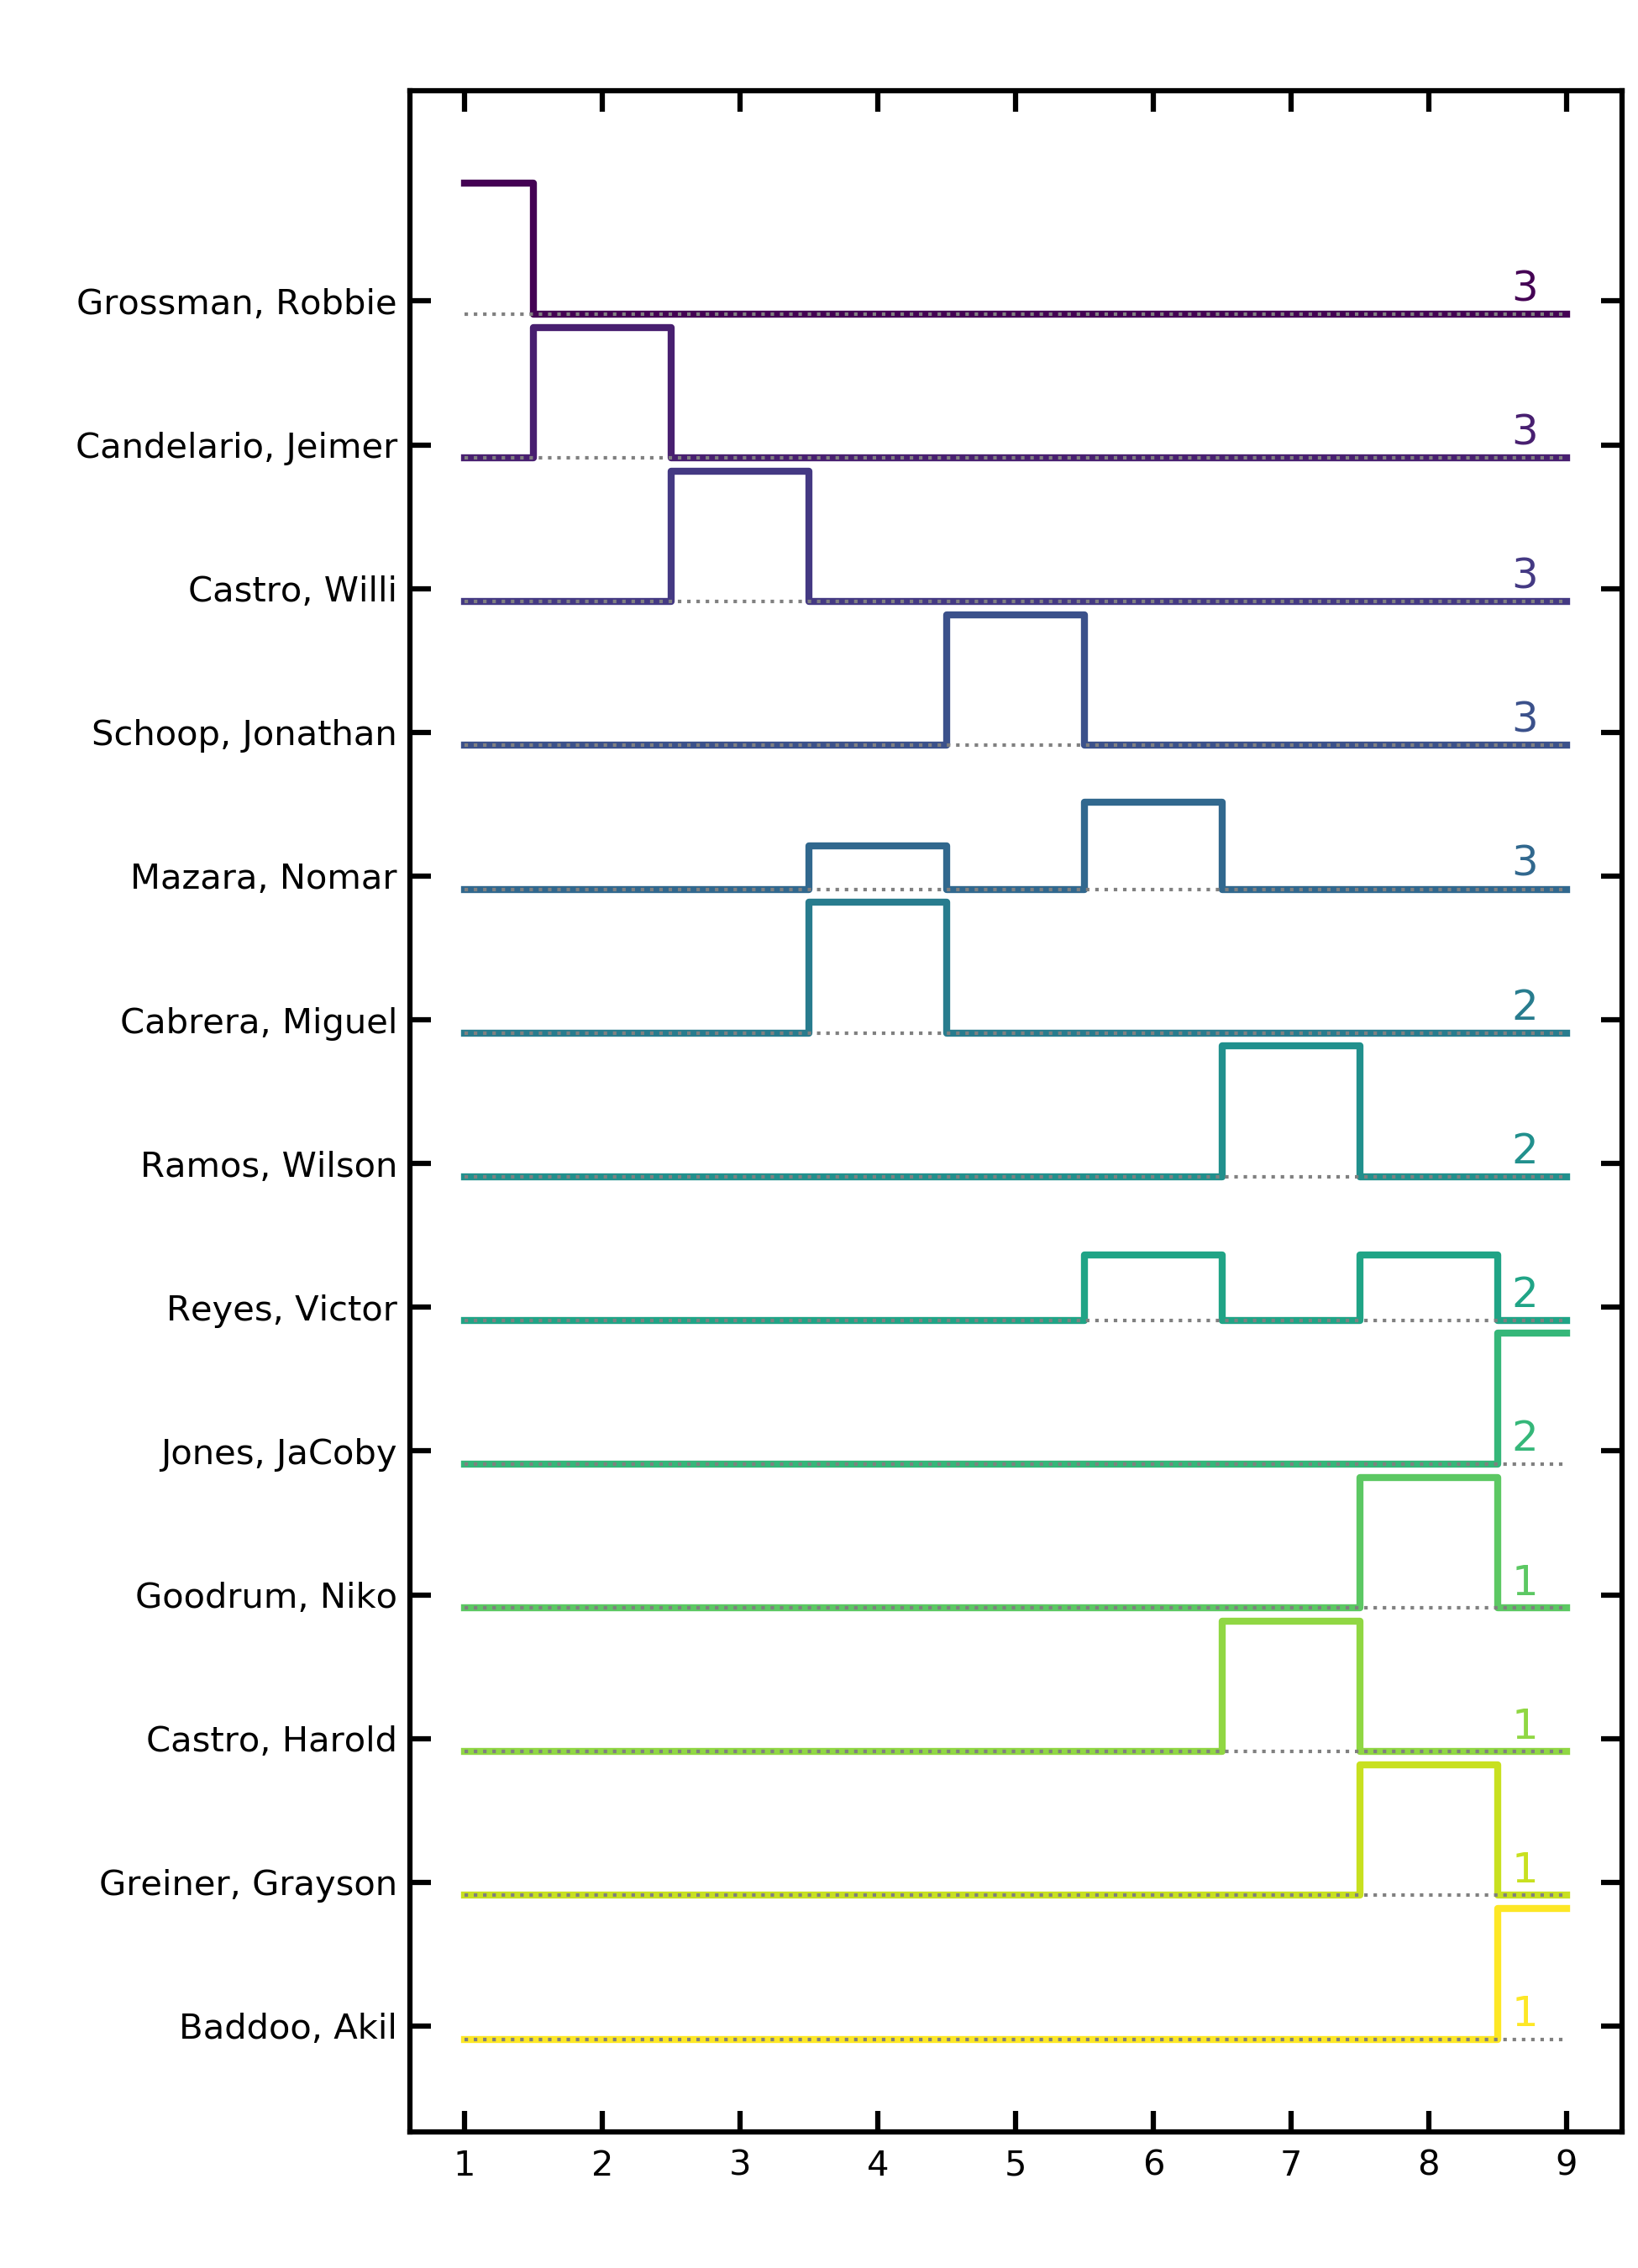 Grossman, Robbie 3
Candelario, Jeimer 3
Castro, Willi 3
Schoop, Jonathan 3
Mazara, Nomar 3
Cabrera, Miguel 2
Ramos, Wilson 2
Reyes, Victor 2
Jones, JaCoby 2
Goodrum, Niko 1
Castro, Harold 1
Greiner, Grayson 1
Baddoo, Akil 1
1 2 3 4 5 6 7 8 9